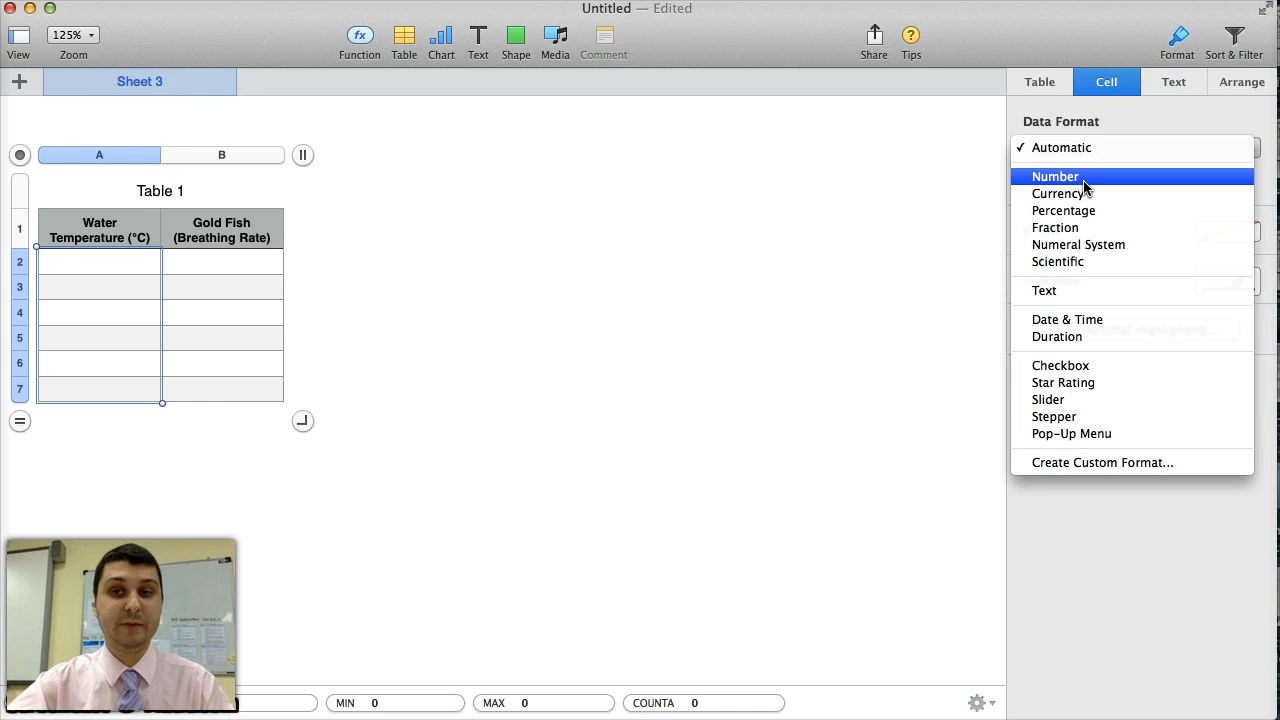 Untitled — Edited
125%
View
Zoom
fx
Function
Table
Chart
T
Text
Shape
Media
Comment
Share
?
Tips
Format
Sort & Filter
+
Sheet 3
Table
Cell
Text
Arrange
Data Format
✓ Automatic
Number
Currency
Percentage
Fraction
Numeral System
Scientific
Text
Date & Time
Duration
Checkbox
Star Rating
Slider
Stepper
Pop-Up Menu
Create Custom Format...
A
B
Table 1
1
Water
Temperature (°C)
Gold Fish
(Breathing Rate)
2
3
4
5
6
7
=
MIN 0
MAX 0
COUNTA 0